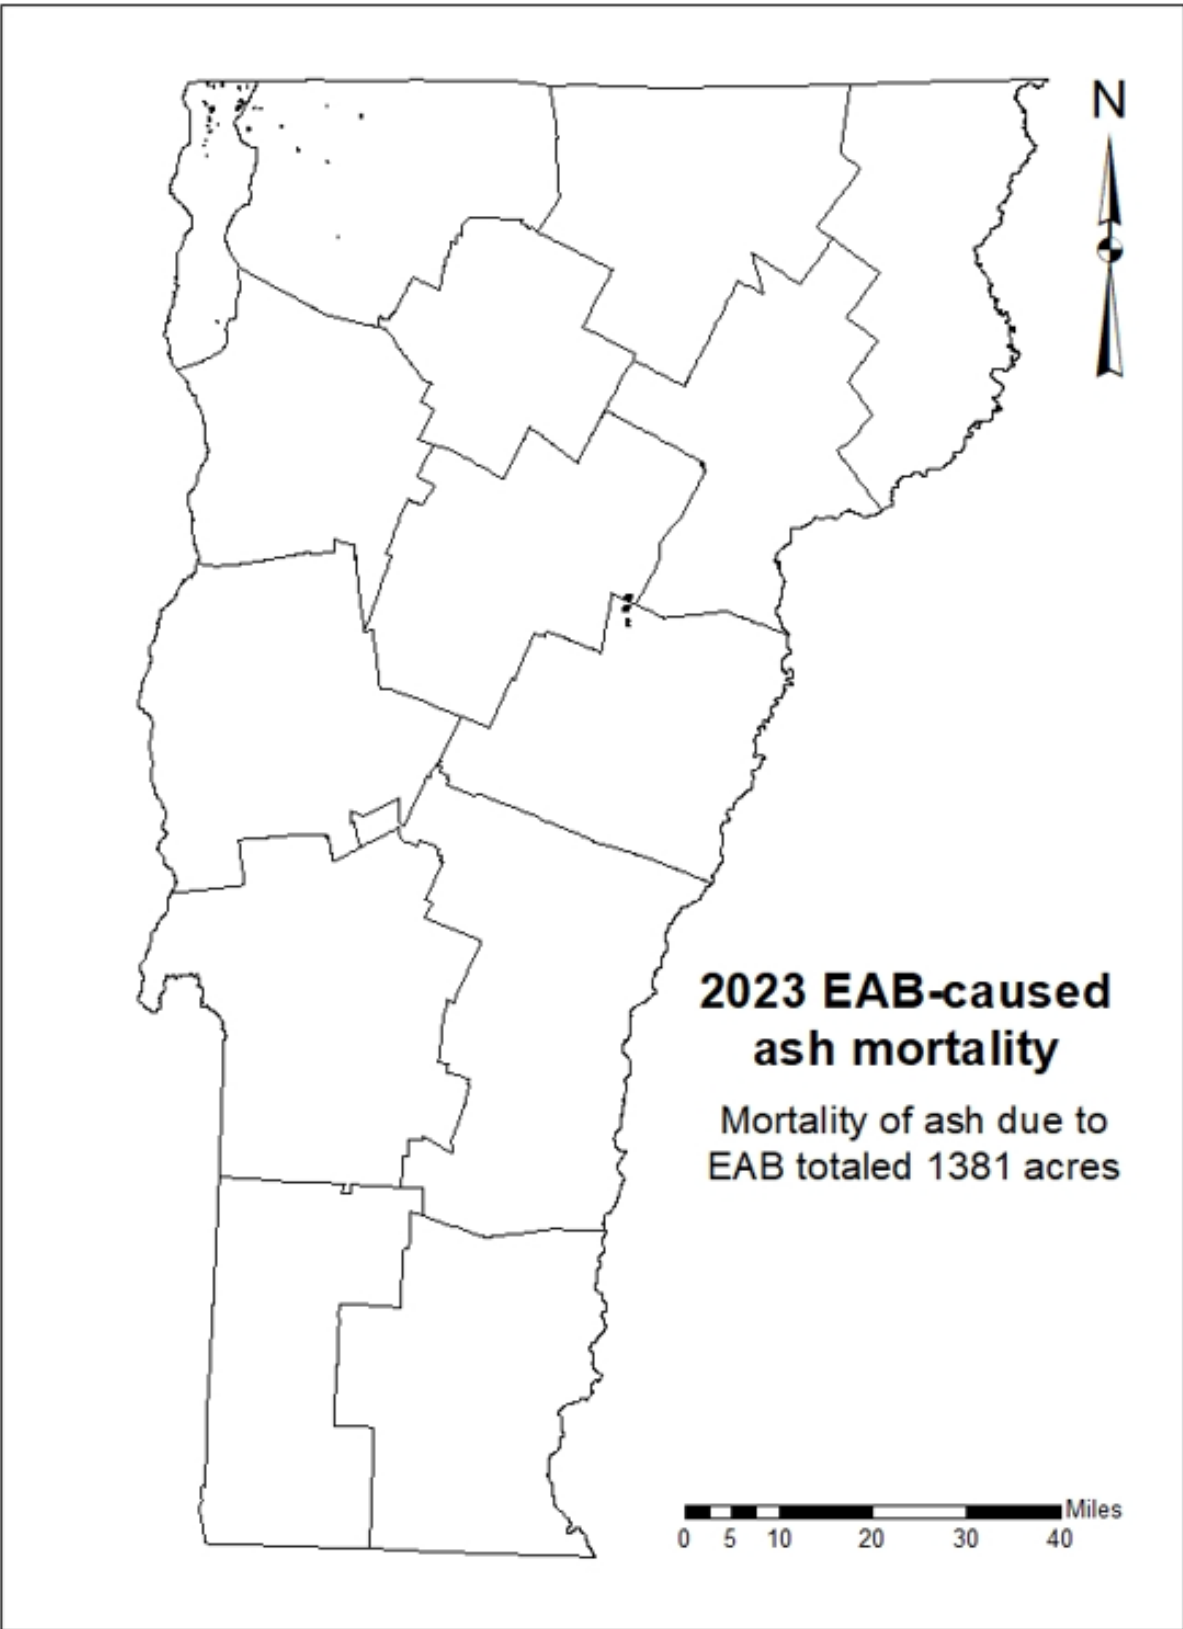 N
2023 EAB-caused
ash mortality
Mortality of ash due to
EAB totaled 1381 acres
Miles
0 5 10 20 30 40